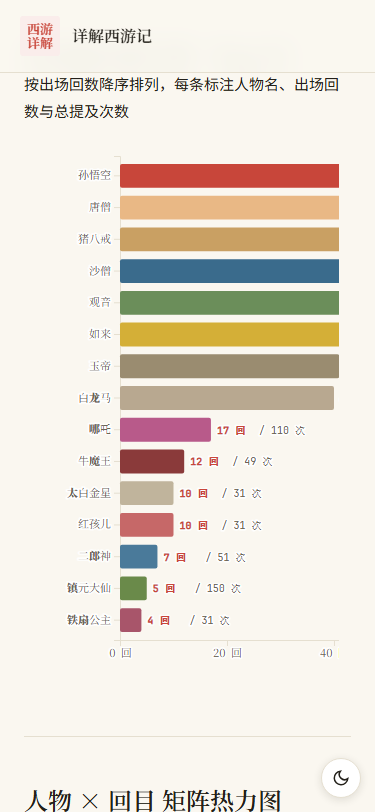 西游
详解
详解西游记
按出场回数降序排列，每条标注人物名、出场回
数与总提及次数
孙悟空
唐僧
猪八戒
沙僧
观音
如来
玉帝
白龙马
哪吒 17 回 / 110 次
牛魔王 12 回 / 49 次
太白金星 10 回 / 31 次
红孩儿 10 回 / 31 次
二郎神 7 回 / 51 次
镇元大仙 5 回 / 150 次
铁扇公主 4 回 / 31 次
0 回 20 回 40
人物 × 回目 矩阵热力图